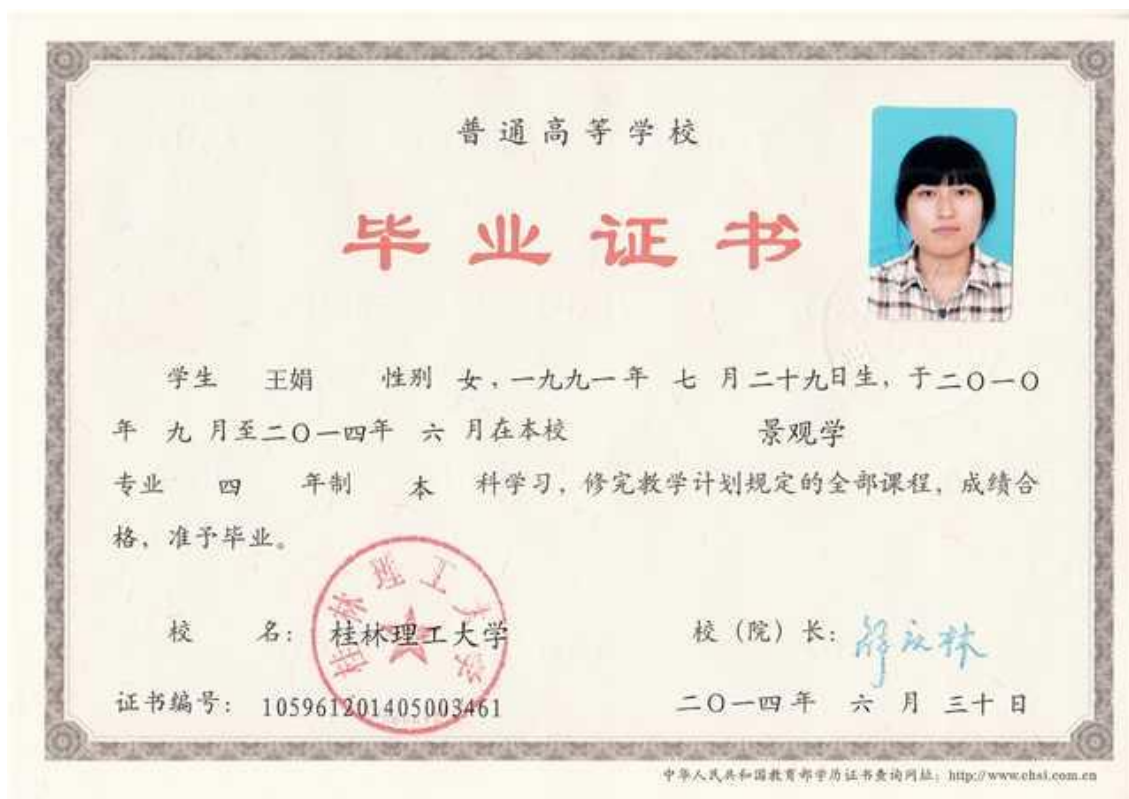 普通高等学校
毕业证书
学生 王娟 性别 女，一九九一年 七 月二十九日生，于二〇一〇
年 九 月至二〇一四年 六 月在本校 景观学
专业 四 年制 本 科学习，修完教学计划规定的全部课程，成绩合
格，准予毕业。
桂林理工大学
校 名： 桂林理工大学 校（院）长：
证书编号： 105961201405003461 二〇一四年 六 月 三十 日
中华人民共和国教育部学历证书查询网址：http://www.chsi.com.cn